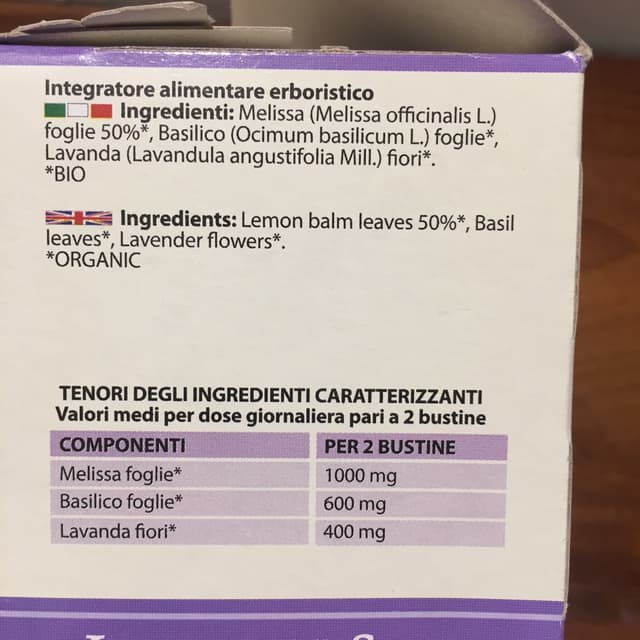 Integratore alimentare erboristico
Ingredienti: Melissa (Melissa officinalis L.)
foglie 50%*, Basilico (Ocimum basilicum L.) foglie*,
Lavanda (Lavandula angustifolia Mill.) fiori*.
*BIO
Ingredients: Lemon balm leaves 50%*, Basil
leaves*, Lavender flowers*.
*ORGANIC
TENORI DEGLI INGREDIENTI CARATTERIZZANTI
Valori medi per dose giornaliera pari a 2 bustine
COMPONENTI PER 2 BUSTINE
Melissa foglie* 1000 mg
Basilico foglie* 600 mg
Lavanda fiori* 400 mg